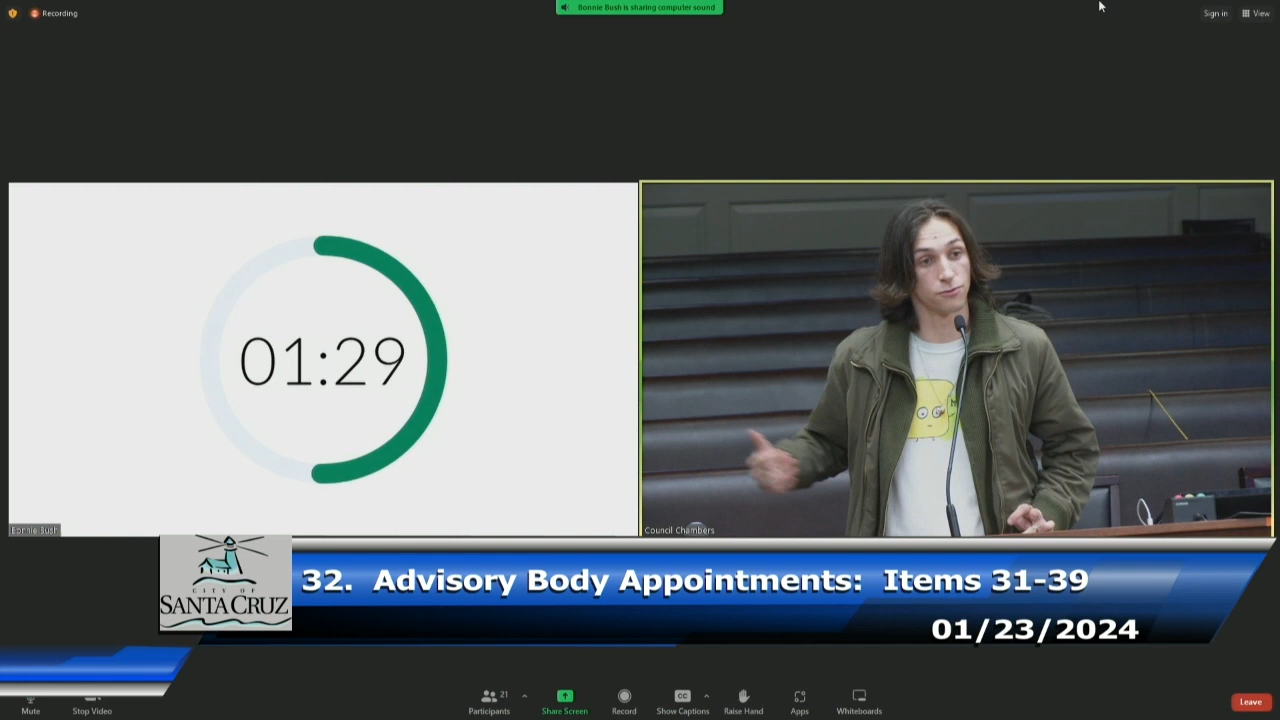 Recording
Bonnie Bush is sharing computer sound
Sign in
View
01:29
Bonnie Bush
Council Chambers
CITY OF
SANTA CRUZ
32. Advisory Body Appointments: Items 31-39
01/23/2024
Mute
Stop Video
Participants
21
Share Screen
Record
CC
Show Captions
Raise Hand
Apps
Whiteboards
Leave